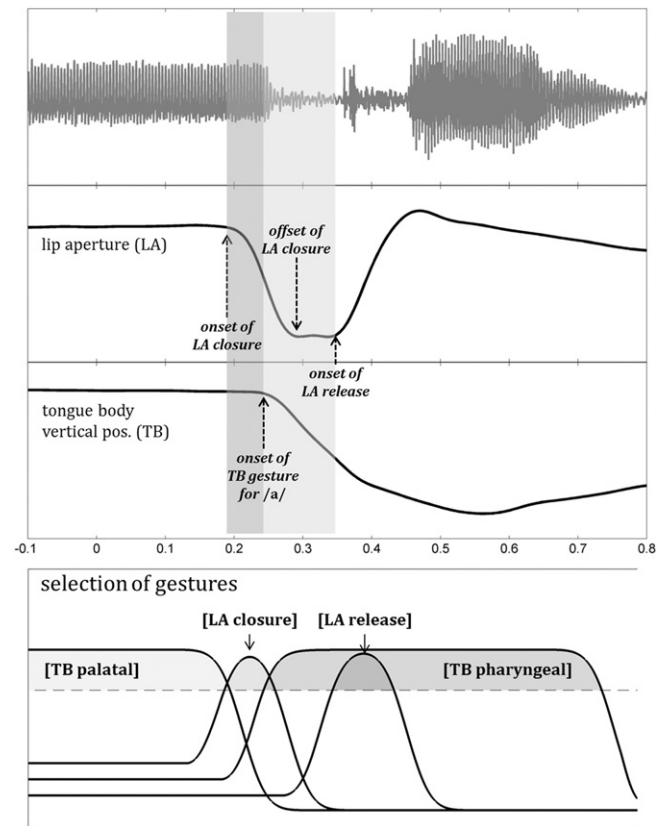 lip aperture (LA)
offset of
LA closure
onset of
LA closure
onset of
LA release
tongue body
vertical pos. (TB)
onset of
TB gesture
for /a/
-0.1 0 0.1 0.2 0.3 0.4 0.5 0.6 0.7 0.8
selection of gestures
[LA closure] [LA release]
[TB palatal] [TB pharyngeal]